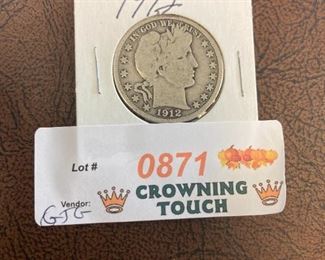 1912
IN GOD WE TRUST
1912
Lot #
0871
Vendor:
GJG
CROWNING
TOUCH